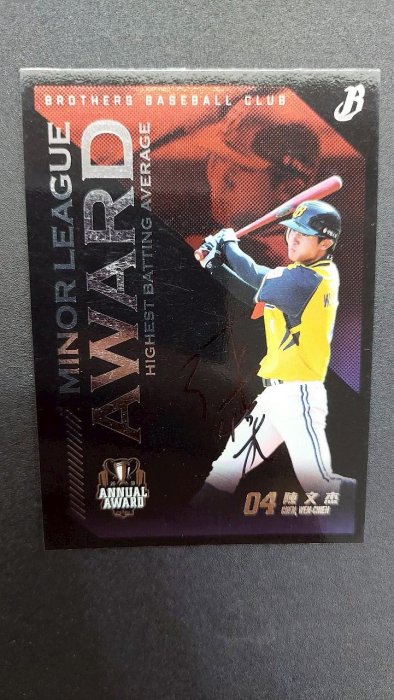 BROTHERS BASEBALL CLUB
B
MINOR LEAGUE
AWARD
HIGHEST BATTING AVERAGE
ANNUAL
AWARD
04 陳文杰
CHEN, WEN-CHIEH